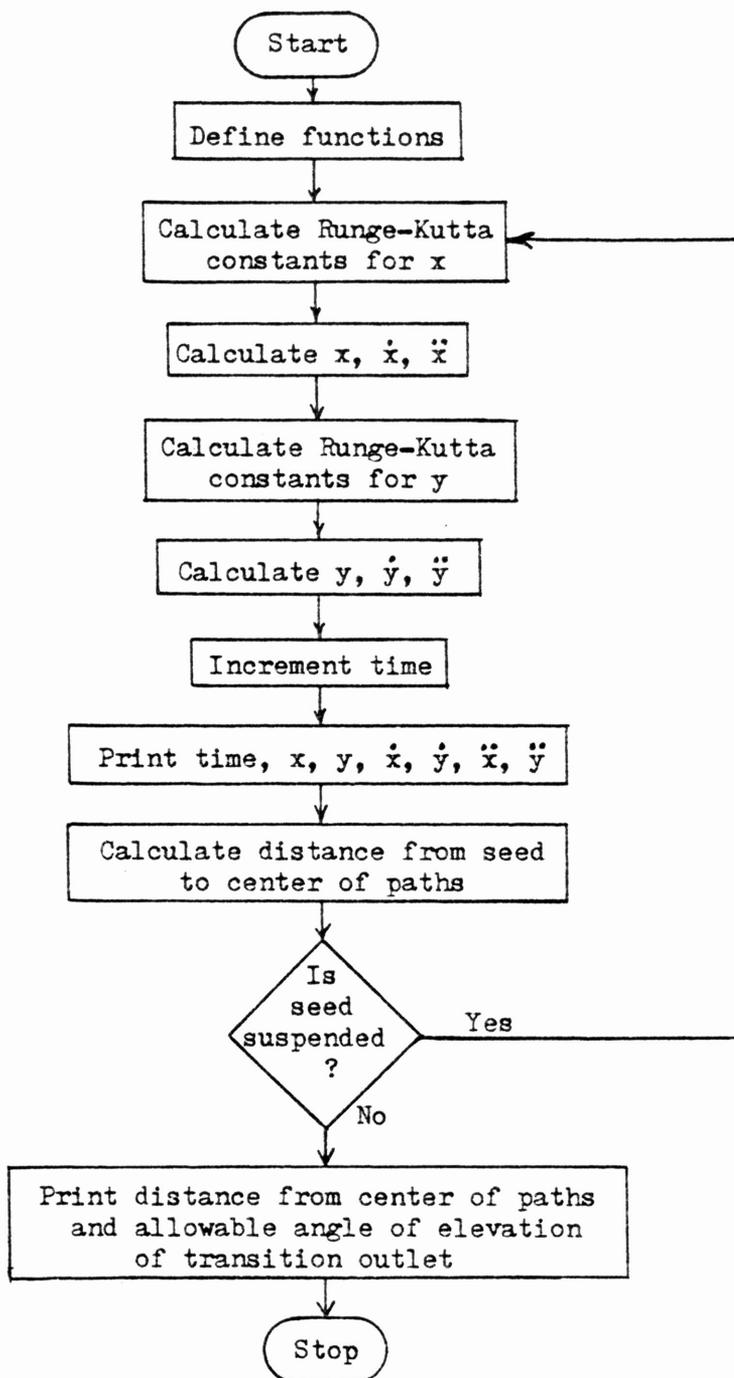 Start
Define functions
Calculate Runge-Kutta
constants for x
Calculate x, ẋ, ẍ
Calculate Runge-Kutta
constants for y
Calculate y, ẏ, ÿ
Increment time
Print time, x, y, ẋ, ẏ, ẍ, ÿ
Calculate distance from seed
to center of paths
Is
seed
suspended
?
Yes
No
Print distance from center of paths
and allowable angle of elevation
of transition outlet
Stop